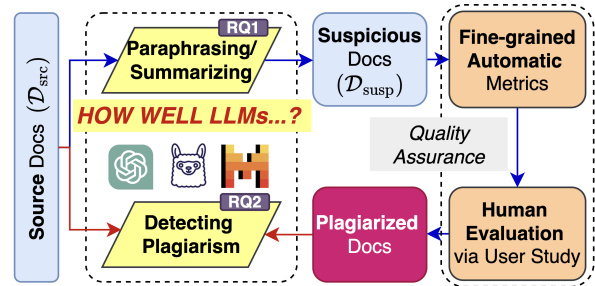 Source Docs (𝒟src)
RQ1
Paraphrasing/
Summarizing
Suspicious
Docs
(𝒟susp)
Fine-grained
Automatic
Metrics
HOW WELL LLMs...?
Quality
Assurance
RQ2
Detecting
Plagiarism
Plagiarized
Docs
Human
Evaluation
via User Study